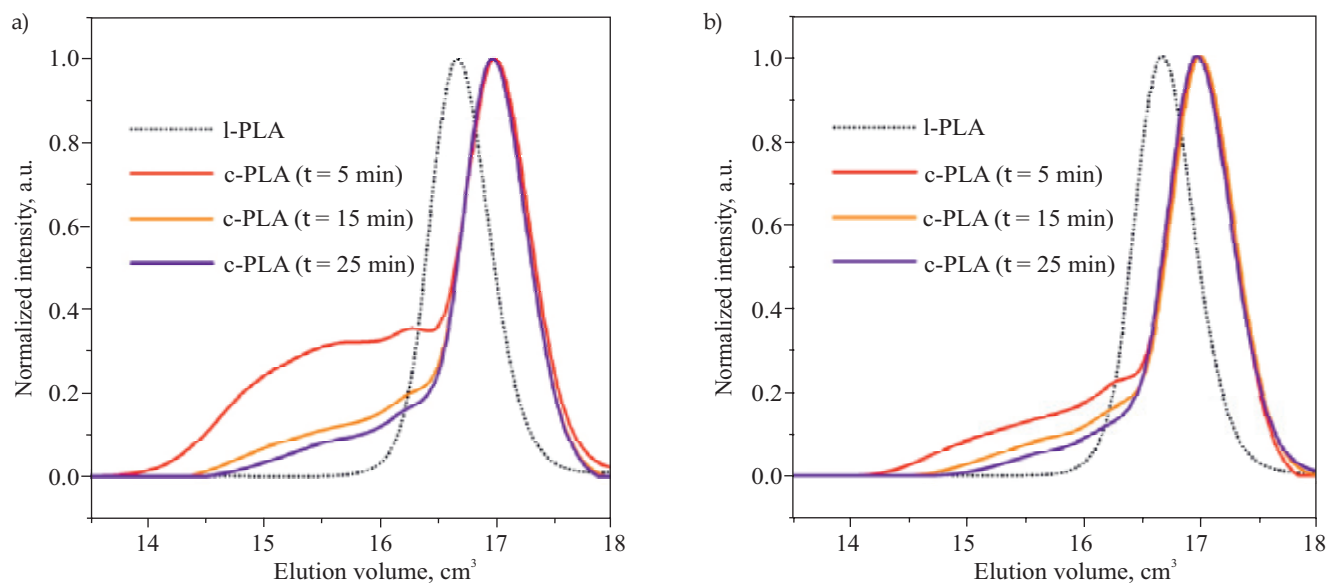 a)
Normalized intensity, a.u.
1.0
0.8
0.6
0.4
0.2
0.0
l-PLA
c-PLA (t = 5 min)
c-PLA (t = 15 min)
c-PLA (t = 25 min)
14 15 16 17 18
Elution volume, cm³
b)
Normalized intensity, a.u.
1.0
0.8
0.6
0.4
0.2
0.0
l-PLA
c-PLA (t = 5 min)
c-PLA (t = 15 min)
c-PLA (t = 25 min)
14 15 16 17 18
Elution volume, cm³